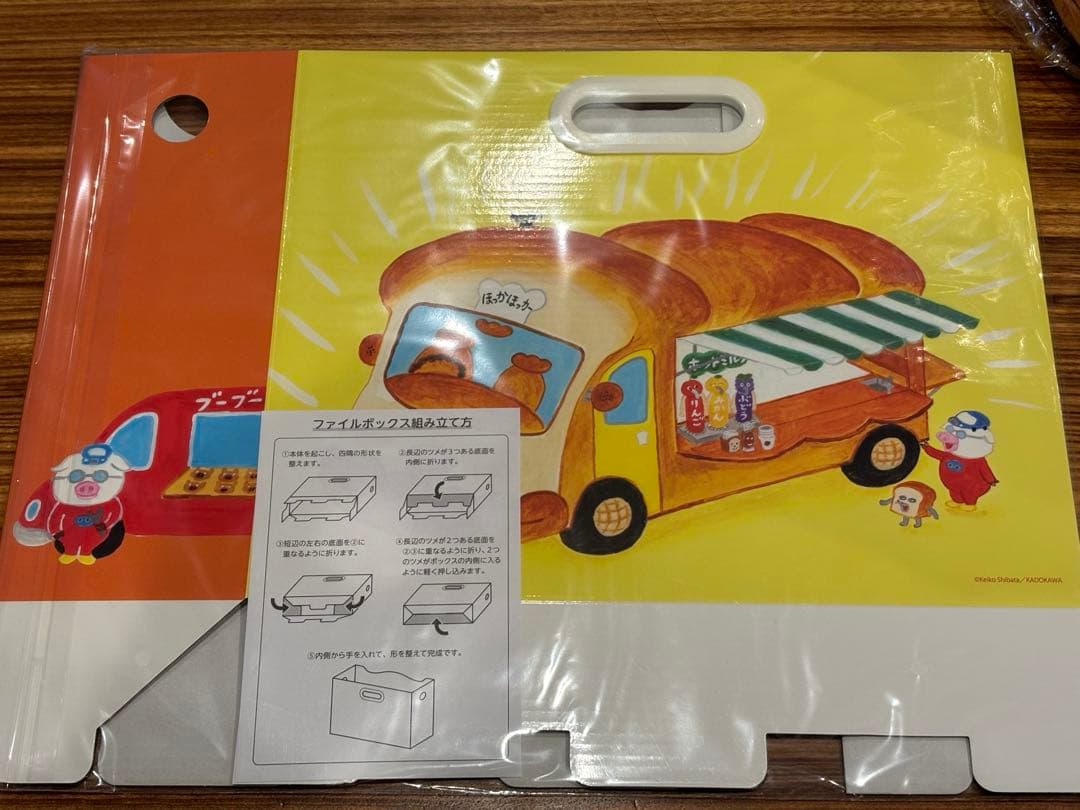 ほっかほっカー
ホットミルク
りんご
みかん
ぶどう
ブーブー
©Keiko Shibata／KADOKAWA
ファイルボックス組み立て方
①本体を起こし、四隅の形状を
整えます。
②長辺のツメが3つある底面を
内側に折ります。
③短辺の左右の底面を②に
重なるように折ります。
④長辺のツメが2つある底面を
②③に重なるように折り、2つ
のツメがボックスの内側に入る
ように軽く押し込みます。
⑤内側から手を入れて、形を整えて完成です。